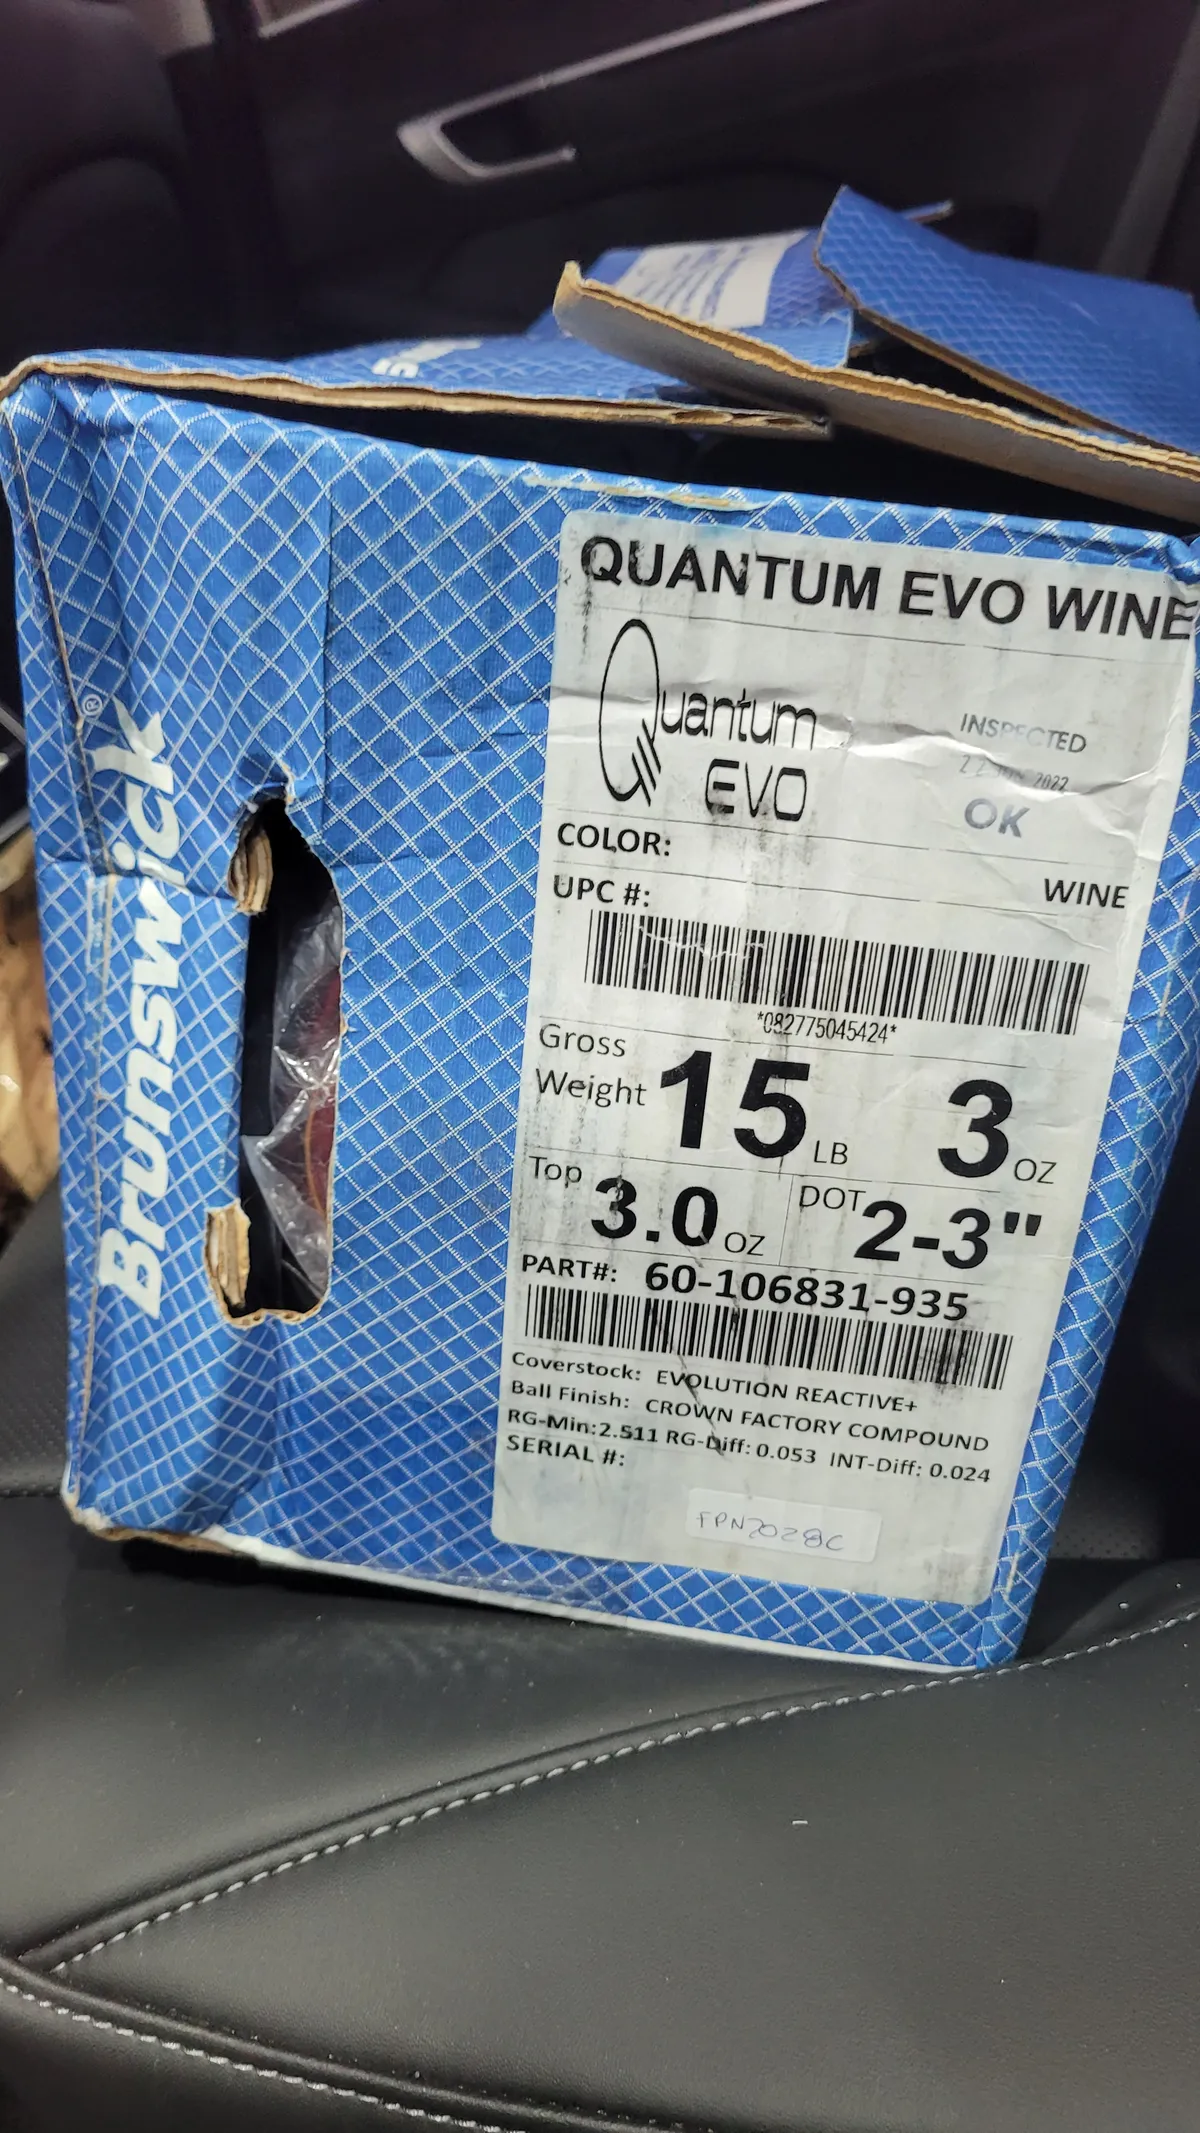 Brunswick®
QUANTUM EVO WINE
Quantum
EVO
INSPECTED
2022
OK
COLOR:
WINE
UPC #:
*082775045424*
Gross
Weight 15 LB 3 OZ
Top 3.0 OZ DOT 2-3"
PART#: 60-106831-935
Coverstock: EVOLUTION REACTIVE+
Ball Finish: CROWN FACTORY COMPOUND
RG-Min:2.511 RG-Diff: 0.053 INT-Diff: 0.024
SERIAL #: